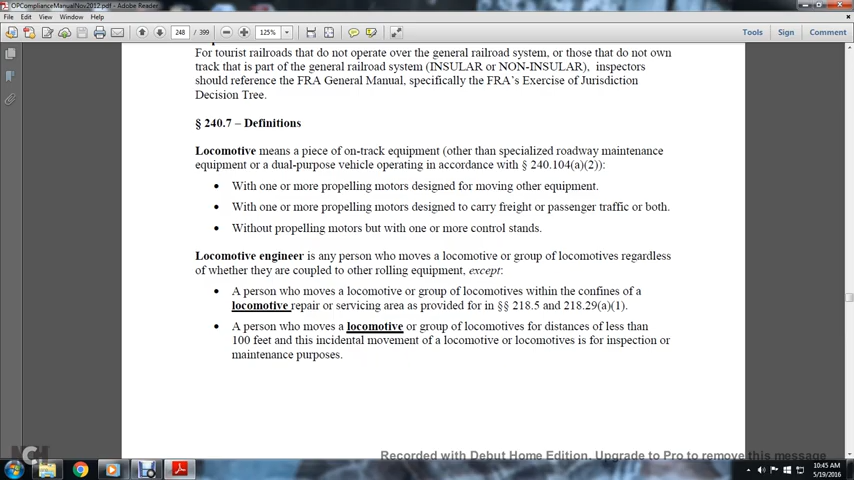 OPComplianceManualNov2012.pdf - Adobe Reader
File Edit View Window Help
248 / 399 125% Tools Sign Comment
For tourist railroads that do not operate over the general railroad system, or those that do not own
track that is part of the general railroad system (INSULAR or NON-INSULAR), inspectors
should reference the FRA General Manual, specifically the FRA's Exercise of Jurisdiction
Decision Tree.
§ 240.7 – Definitions
Locomotive means a piece of on-track equipment (other than specialized roadway maintenance
equipment or a dual-purpose vehicle operating in accordance with § 240.104(a)(2)):
• With one or more propelling motors designed for moving other equipment.
• With one or more propelling motors designed to carry freight or passenger traffic or both.
• Without propelling motors but with one or more control stands.
Locomotive engineer is any person who moves a locomotive or group of locomotives regardless
of whether they are coupled to other rolling equipment, except:
• A person who moves a locomotive or group of locomotives within the confines of a
locomotive repair or servicing area as provided for in §§ 218.5 and 218.29(a)(1).
• A person who moves a locomotive or group of locomotives for distances of less than
100 feet and this incidental movement of a locomotive or locomotives is for inspection or
maintenance purposes.
Recorded with Debut Home Edition. Upgrade to Pro to remove this message
10:45 AM
5/19/2016